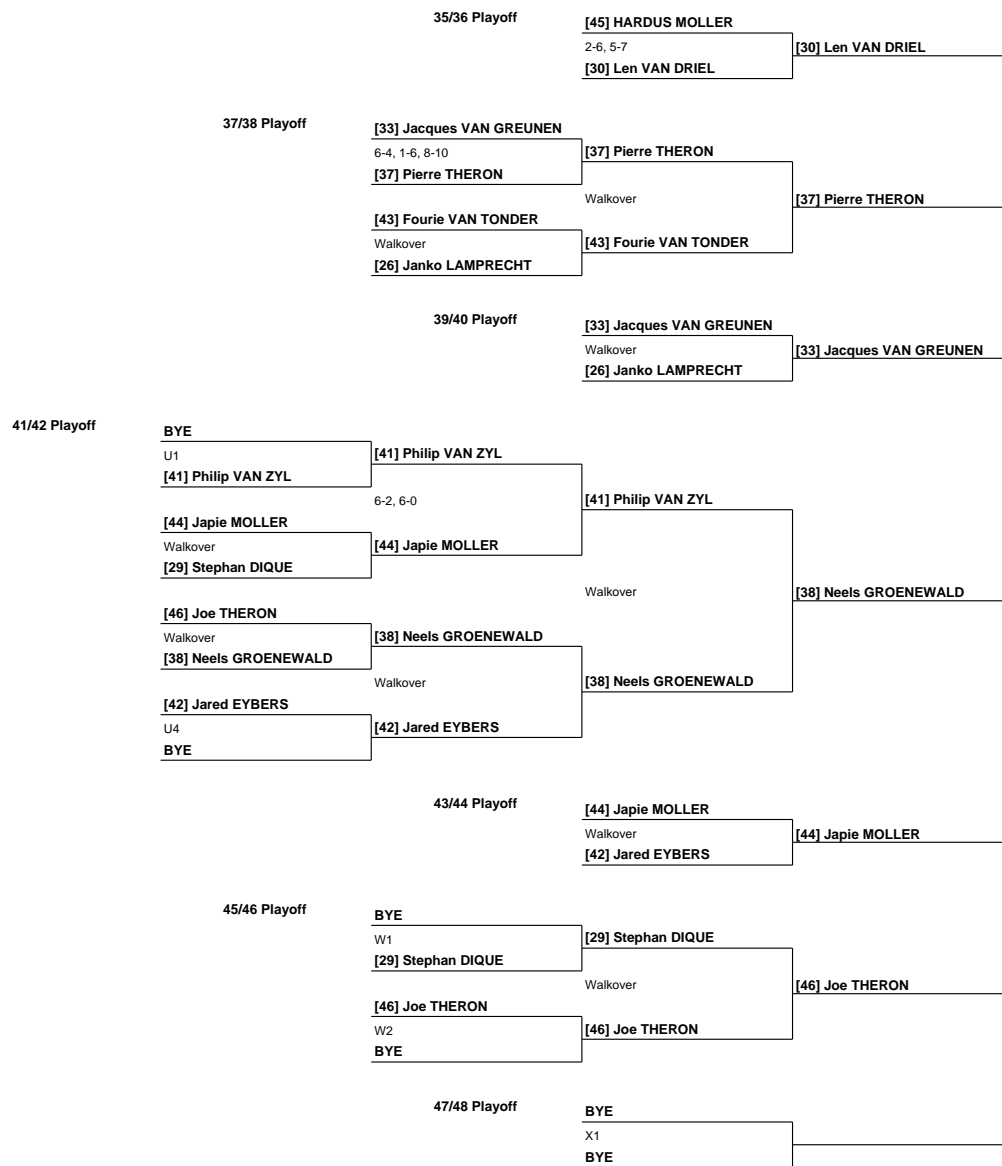 35/36 Playoff
[45] HARDUS MOLLER
2-6, 5-7
[30] Len VAN DRIEL
[30] Len VAN DRIEL
37/38 Playoff
[33] Jacques VAN GREUNEN
6-4, 1-6, 8-10
[37] Pierre THERON
[37] Pierre THERON
Walkover
[37] Pierre THERON
[43] Fourie VAN TONDER
Walkover
[43] Fourie VAN TONDER
[26] Janko LAMPRECHT
39/40 Playoff
[33] Jacques VAN GREUNEN
Walkover
[33] Jacques VAN GREUNEN
[26] Janko LAMPRECHT
41/42 Playoff
BYE
U1
[41] Philip VAN ZYL
[41] Philip VAN ZYL
6-2, 6-0
[41] Philip VAN ZYL
[44] Japie MOLLER
Walkover
[44] Japie MOLLER
[29] Stephan DIQUE
Walkover
[38] Neels GROENEWALD
[46] Joe THERON
Walkover
[38] Neels GROENEWALD
[38] Neels GROENEWALD
Walkover
[38] Neels GROENEWALD
[42] Jared EYBERS
U4
[42] Jared EYBERS
BYE
43/44 Playoff
[44] Japie MOLLER
Walkover
[44] Japie MOLLER
[42] Jared EYBERS
45/46 Playoff
BYE
W1
[29] Stephan DIQUE
[29] Stephan DIQUE
Walkover
[46] Joe THERON
[46] Joe THERON
W2
[46] Joe THERON
BYE
47/48 Playoff
BYE
X1
BYE